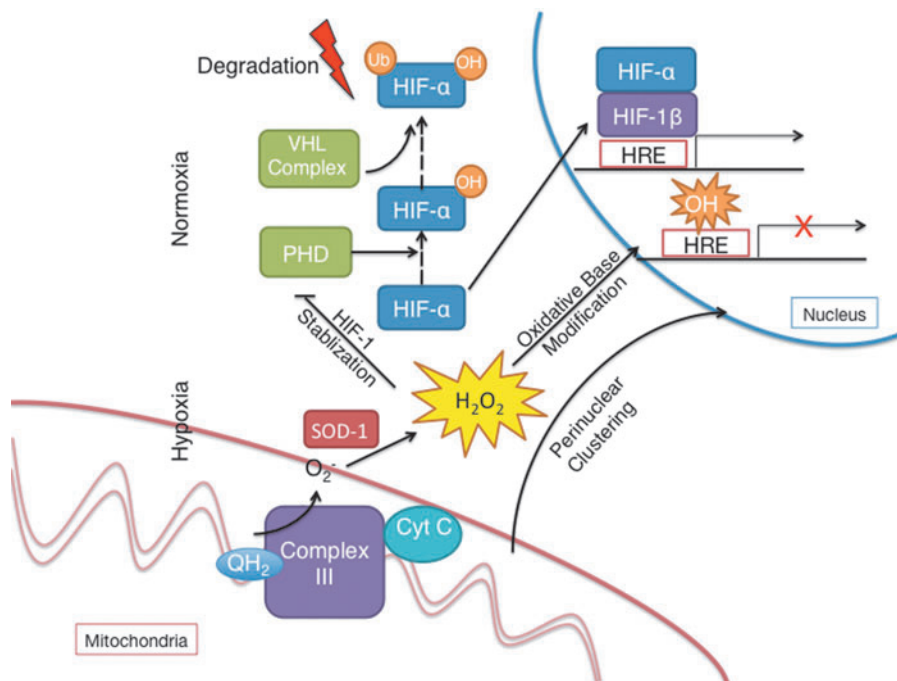 Degradation
Ub
OH
HIF-α
VHL
Complex
OH
HIF-α
PHD
HIF-α
Normoxia
Hypoxia
HIF-1
Stablization
H2O2
Oxidative Base
Modification
Perinuclear
Clustering
HIF-α
HIF-1β
HRE
OH
X
HRE
Nucleus
SOD-1
O2-
QH2
Complex
III
Cyt C
Mitochondria